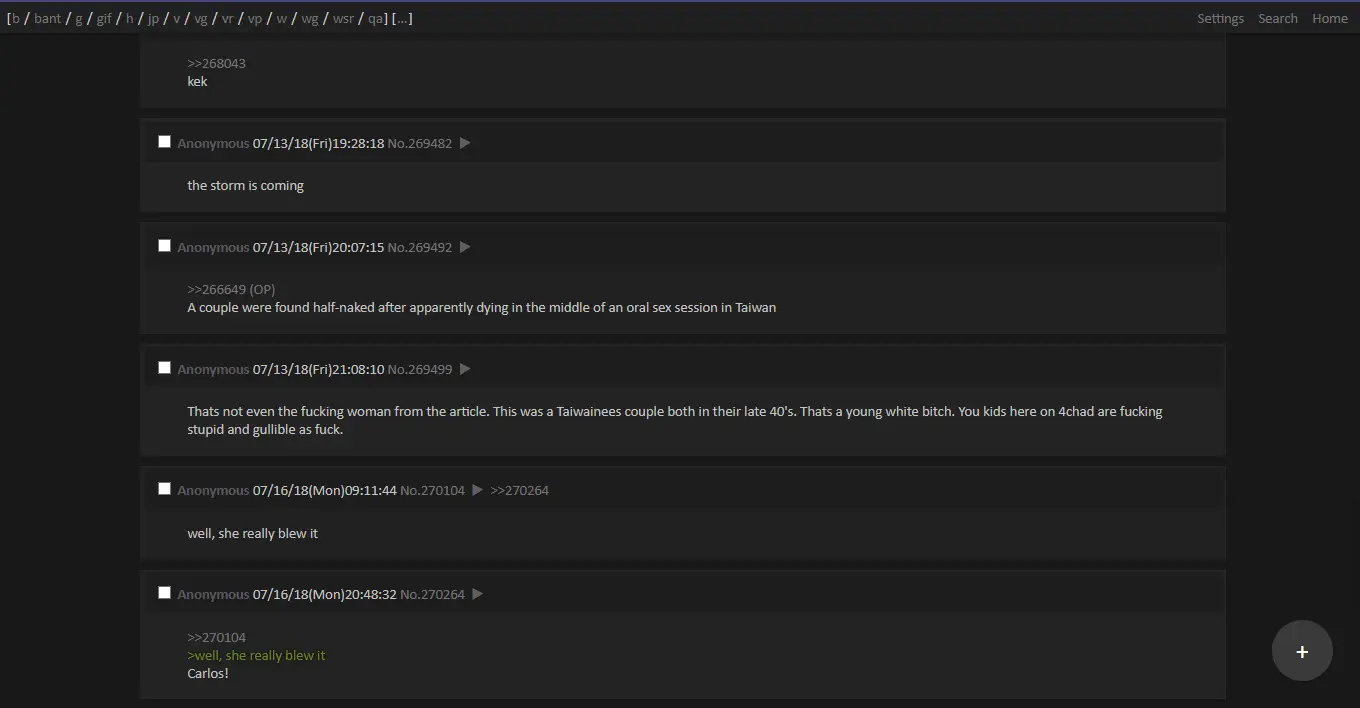 [b / bant / g / gif / h / jp / v / vg / vr / vp / w / wg / wsr / qa] [...]
Settings Search Home
>>268043
kek
Anonymous 07/13/18(Fri)19:28:18 No.269482 ▶
the storm is coming
Anonymous 07/13/18(Fri)20:07:15 No.269492 ▶
>>266649 (OP)
A couple were found half-naked after apparently dying in the middle of an oral sex session in Taiwan
Anonymous 07/13/18(Fri)21:08:10 No.269499 ▶
Thats not even the fucking woman from the article. This was a Taiwainees couple both in their late 40's. Thats a young white bitch. You kids here on 4chad are fucking
stupid and gullible as fuck.
Anonymous 07/16/18(Mon)09:11:44 No.270104 ▶ >>270264
well, she really blew it
Anonymous 07/16/18(Mon)20:48:32 No.270264 ▶
>>270104
>well, she really blew it
Carlos!
+